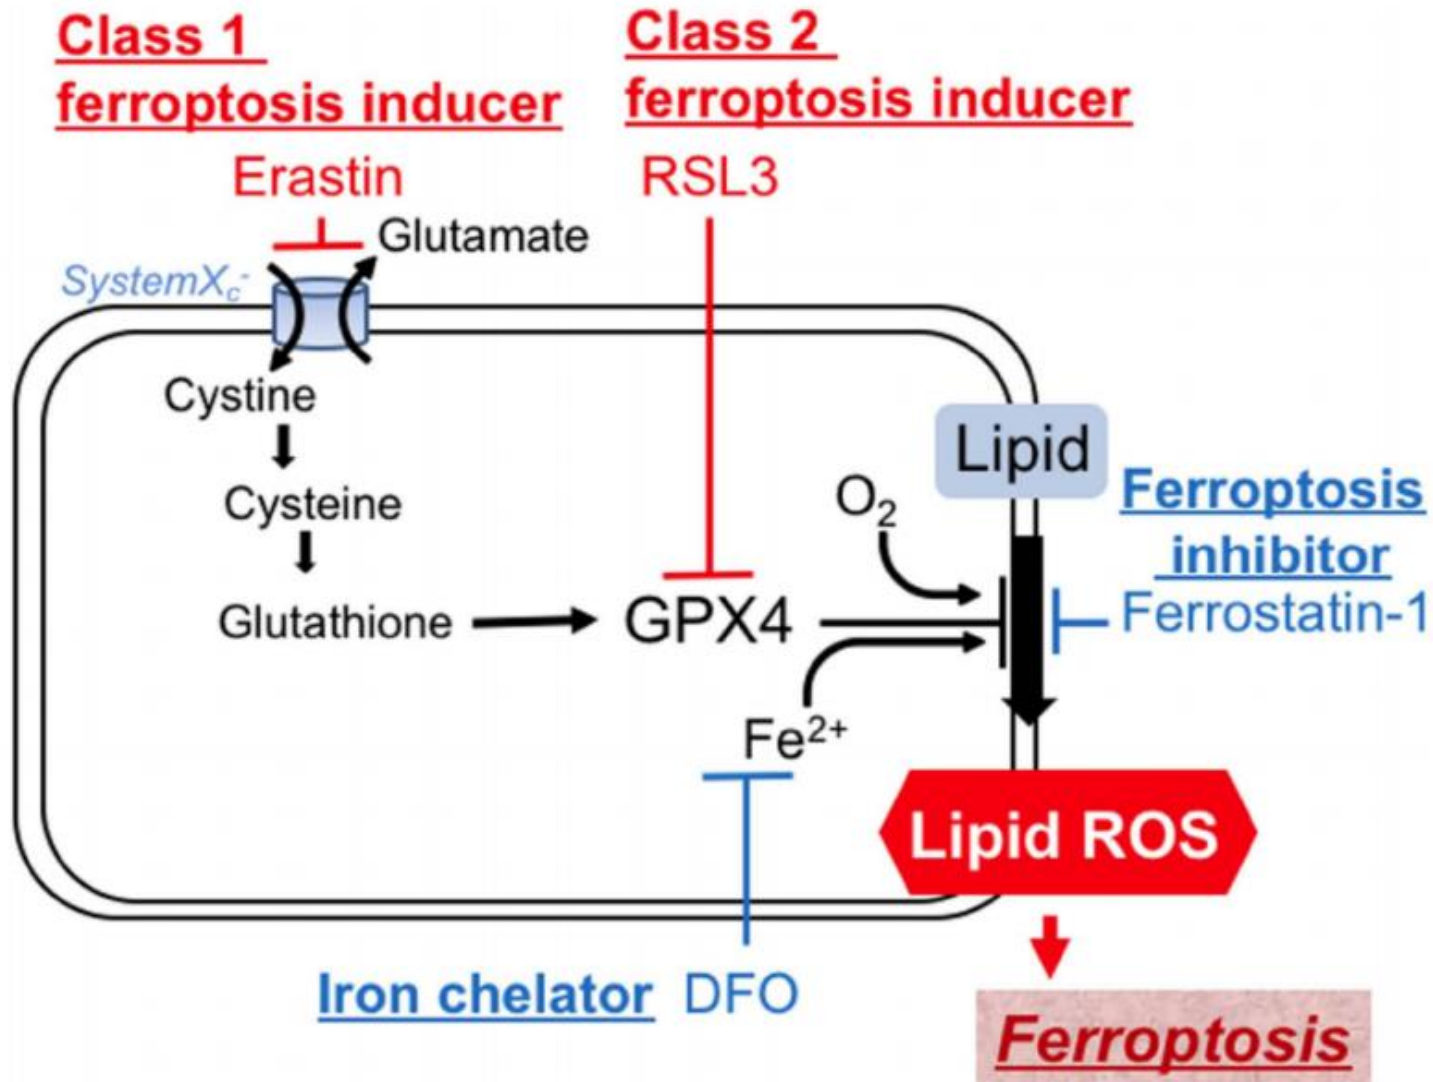 Class 1
ferroptosis inducer
Erastin
Class 2
ferroptosis inducer
RSL3
Glutamate
SystemXc-
Cystine
Cysteine
Glutathione
GPX4
O2
Fe2+
Lipid
Ferroptosis
inhibitor
Ferrostatin-1
Lipid ROS
Iron chelator DFO
Ferroptosis